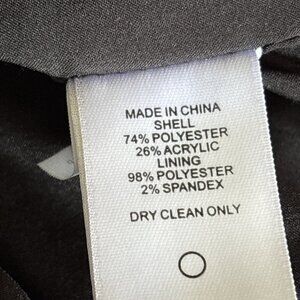 MADE IN CHINA
SHELL
74% POLYESTER
26% ACRYLIC
LINING
98% POLYESTER
2% SPANDEX
DRY CLEAN ONLY